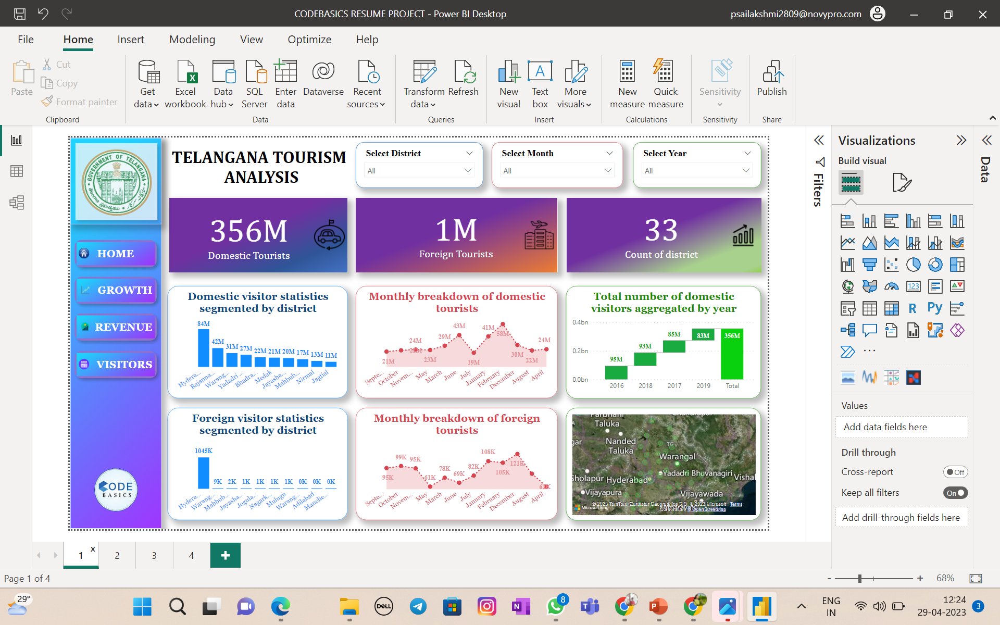 CODEBASICS RESUME PROJECT - Power BI Desktop
psailakshmi2809@novypro.com
File
Home
Insert
Modeling
View
Optimize
Help
Paste
Cut
Copy
Format painter
Clipboard
Get
data
Excel
workbook
Data
hub
SQL
Server
Enter
data
Dataverse
Recent
sources
Data
Transform
data
Refresh
Queries
New
visual
A
Text
box
More
visuals
Insert
New
measure
Quick
measure
Calculations
Sensitivity
Sensitivity
Publish
Share
GOVERNMENT OF TELANGANA
HOME
GROWTH
REVENUE
VISITORS
CODE
BASICS
TELANGANA TOURISM
ANALYSIS
Select District
All
Select Month
All
Select Year
All
356M
Domestic Tourists
1M
Foreign Tourists
33
Count of district
Domestic visitor statistics
segmented by district
84M
42M
31M
27M
22M
21M
20M
17M
13M
11M
Hydera...
Rajana...
Warang...
Yadadri ...
Bhadra...
Medak
Jayasha...
Mahbub...
Nirmal
Jagtial
Monthly breakdown of domestic
tourists
21M
24M
23M
29M
43M
19M
41M
58M
30M
22M
24M
Septe...
October
Novem...
May
March
June
July
January
February
December
August
April
Total number of domestic
visitors aggregated by year
0.4bn
0.2bn
0.0bn
95M
93M
85M
83M
356M
2016
2018
2017
2019
Total
Foreign visitor statistics
segmented by district
1045K
9K
2K
1K
1K
1K
1K
0K
0K
0K
Hydera...
Warang...
Mahbub...
Jayasha...
Jogula...
Nagark...
Mulugu
Warang...
Adilabad
Manche...
Monthly breakdown of foreign
tourists
95K
99K
95K
61K
78K
69K
82K
108K
105K
121K
Septe...
October
Novem...
May
March
June
July
January
February
December
August
April
Taluka
Nanded
Taluka
TG
Warangal
Sholapur
Hyderabad
Yadadri Bhuvanagiri
Visha
Vijayapura
Vijayawada
Microsoft Bing
© 2023 TomTom, Earthstar Geographics SIO, © 2023 Microsoft
Corporation, © OpenStreetMap
Terms
Filters
Visualizations
Build visual
123
R
Py
Values
Add data fields here
Drill through
Cross-report
Off
Keep all filters
On
Add drill-through fields here
Data
1
x
2
3
4
+
Page 1 of 4
- + 68%
29°
DELL
N
8
T
P
ENG
IN
12:24
29-04-2023
3